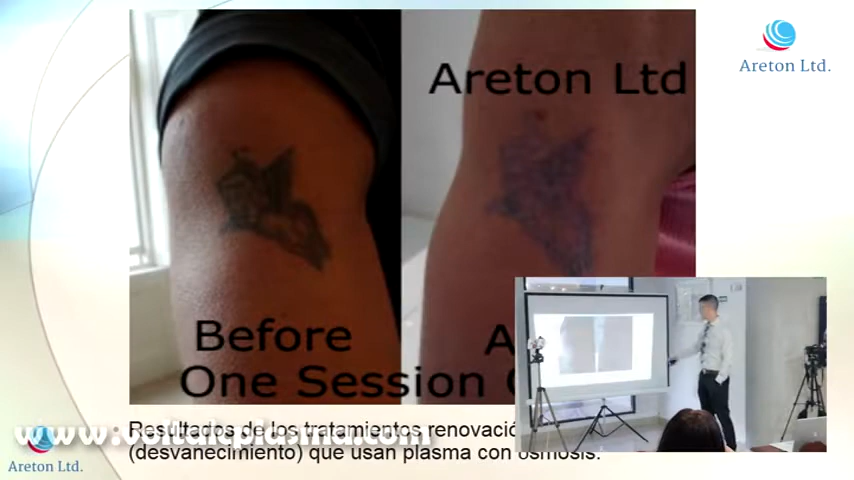 Areton Ltd.
Areton Ltd
Before
A
One Session
Resultados de los tratamientos renovació
www.voltaicplasma.com
(desvanecimiento) que usan plasma con osmosis.
Areton Ltd.